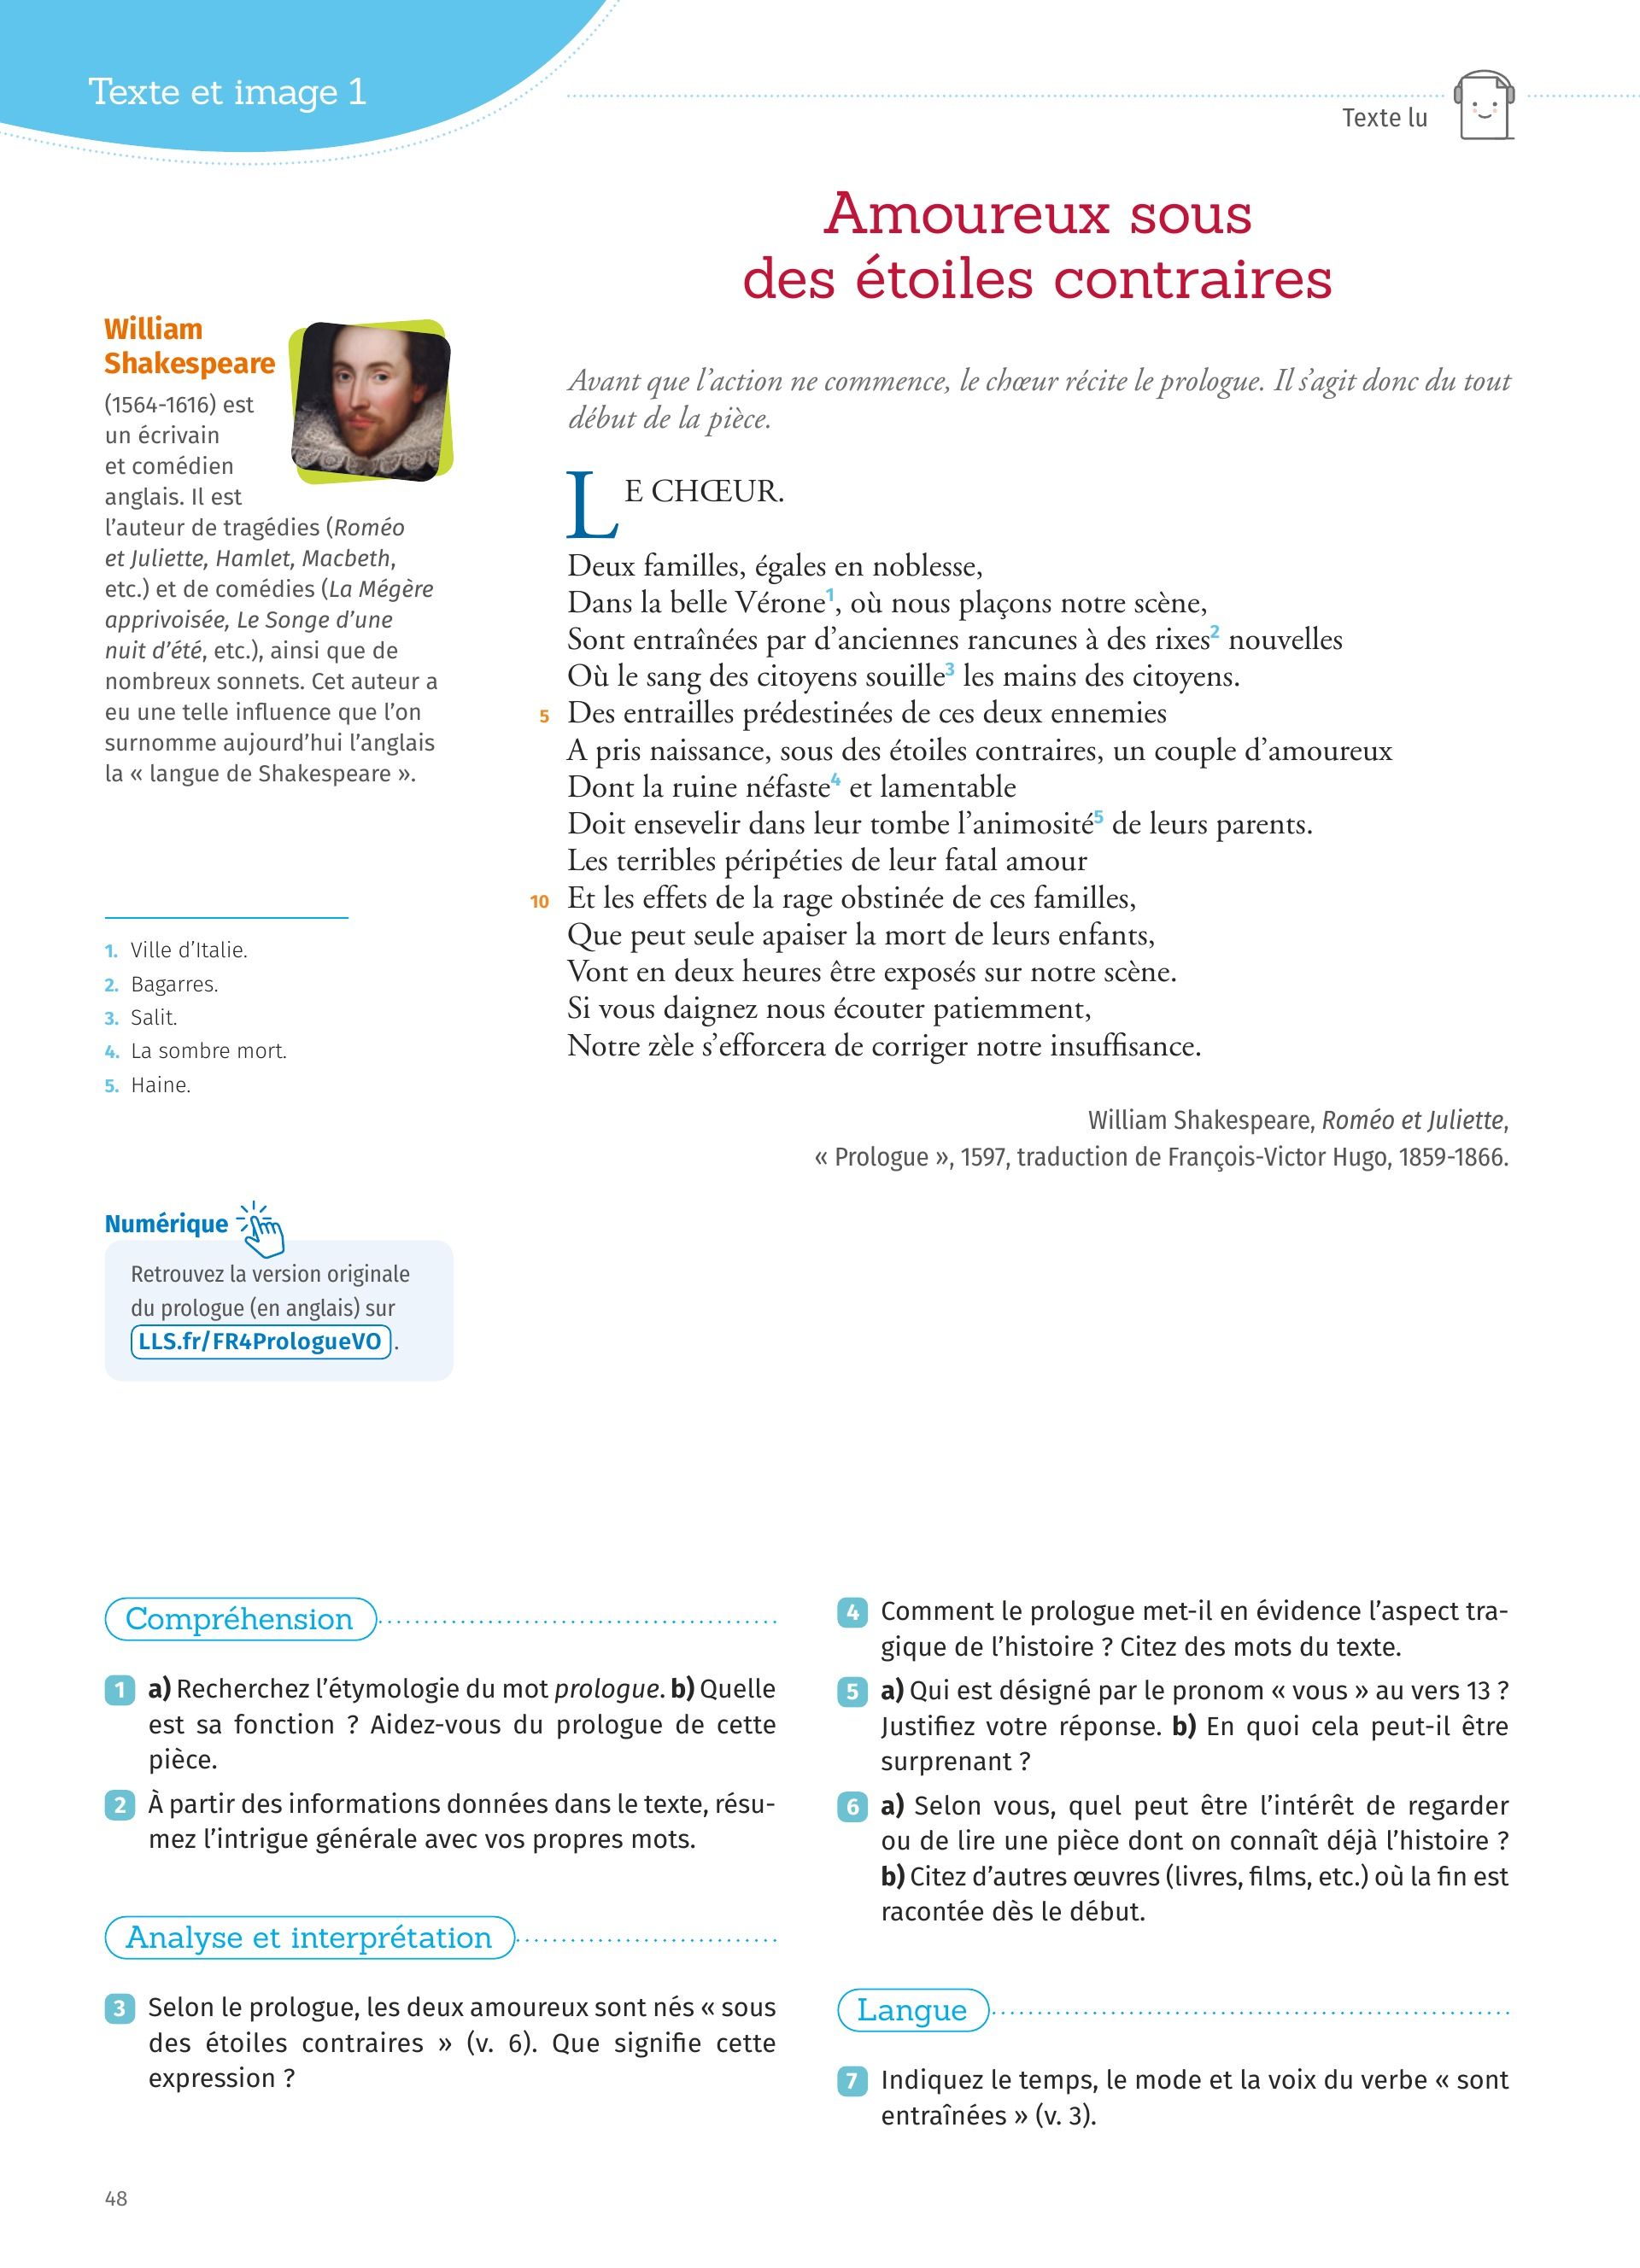 Texte et image 1
Texte lu
Amoureux sous
des étoiles contraires
William
Shakespeare
(1564-1616) est
un écrivain
et comédien
anglais. Il est
l’auteur de tragédies (Roméo
et Juliette, Hamlet, Macbeth,
etc.) et de comédies (La Mégère
apprivoisée, Le Songe d’une
nuit d’été, etc.), ainsi que de
nombreux sonnets. Cet auteur a
eu une telle influence que l’on
surnomme aujourd’hui l’anglais
la « langue de Shakespeare ».
1. Ville d’Italie.
2. Bagarres.
3. Salit.
4. La sombre mort.
5. Haine.
Numérique
Retrouvez la version originale
du prologue (en anglais) sur
LLS.fr/FR4PrologueVO .
Avant que l’action ne commence, le chœur récite le prologue. Il s’agit donc du tout
début de la pièce.
LE CHŒUR.
Deux familles, égales en noblesse,
Dans la belle Vérone1, où nous plaçons notre scène,
Sont entraînées par d’anciennes rancunes à des rixes2 nouvelles
Où le sang des citoyens souille3 les mains des citoyens.
5 Des entrailles prédestinées de ces deux ennemies
A pris naissance, sous des étoiles contraires, un couple d’amoureux
Dont la ruine néfaste4 et lamentable
Doit ensevelir dans leur tombe l’animosité5 de leurs parents.
Les terribles péripéties de leur fatal amour
10 Et les effets de la rage obstinée de ces familles,
Que peut seule apaiser la mort de leurs enfants,
Vont en deux heures être exposés sur notre scène.
Si vous daignez nous écouter patiemment,
Notre zèle s’efforcera de corriger notre insuffisance.
William Shakespeare, Roméo et Juliette,
« Prologue », 1597, traduction de François-Victor Hugo, 1859-1866.
Compréhension
1 a) Recherchez l’étymologie du mot prologue. b) Quelle
est sa fonction ? Aidez-vous du prologue de cette
pièce.
2 À partir des informations données dans le texte, résu-
mez l’intrigue générale avec vos propres mots.
Analyse et interprétation
3 Selon le prologue, les deux amoureux sont nés « sous
des étoiles contraires » (v. 6). Que signifie cette
expression ?
4 Comment le prologue met-il en évidence l’aspect tra-
gique de l’histoire ? Citez des mots du texte.
5 a) Qui est désigné par le pronom « vous » au vers 13 ?
Justifiez votre réponse. b) En quoi cela peut-il être
surprenant ?
6 a) Selon vous, quel peut être l’intérêt de regarder
ou de lire une pièce dont on connaît déjà l’histoire ?
b) Citez d’autres œuvres (livres, films, etc.) où la fin est
racontée dès le début.
Langue
7 Indiquez le temps, le mode et la voix du verbe « sont
entraînées » (v. 3).
48